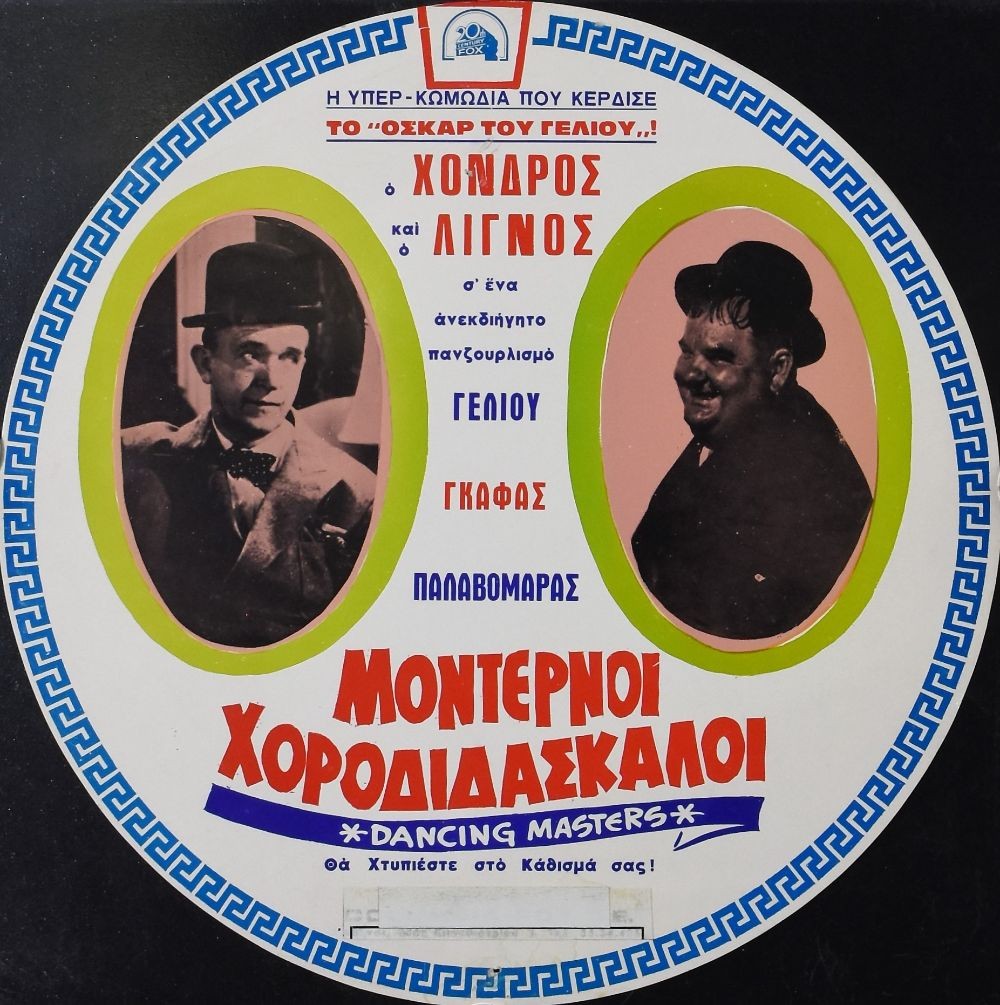 20th
CENTURY
FOX
Η ΥΠΕΡ-ΚΩΜΩΔΙΑ ΠΟΥ ΚΕΡΔΙΣΕ
ΤΟ “ΟΣΚΑΡ ΤΟΥ ΓΕΛΙΟΥ„!
ὁ ΧΟΝΔΡΟΣ
καὶ ὁ ΛΙΓΝΟΣ
σ' ἕνα
ἀνεκδιήγητο
πανζουρλισμὸ
ΓΕΛΙΟΥ
ΓΚΑΦΑΣ
ΠΑΛΑΒΟΜΑΡΑΣ
ΜΟΝΤΕΡΝΟΙ
ΧΟΡΟΔΙΔΑΣΚΑΛΟΙ
*DANCING MASTERS*
Θὰ Χτυπιέστε στὸ Κάθισμά σας!